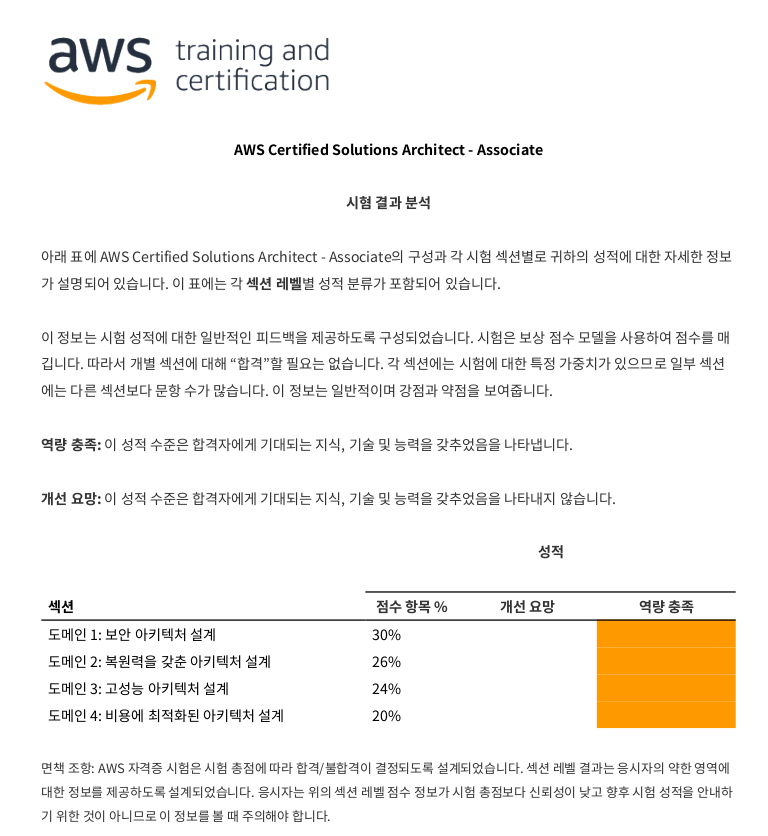 aws training and
certification
AWS Certified Solutions Architect - Associate
시험 결과 분석
아래 표에 AWS Certified Solutions Architect - Associate의 구성과 각 시험 섹션별로 귀하의 성적에 대한 자세한 정보
가 설명되어 있습니다. 이 표에는 각 섹션 레벨별 성적 분류가 포함되어 있습니다.
이 정보는 시험 성적에 대한 일반적인 피드백을 제공하도록 구성되었습니다. 시험은 보상 점수 모델을 사용하여 점수를 매
깁니다. 따라서 개별 섹션에 대해 “합격”할 필요는 없습니다. 각 섹션에는 시험에 대한 특정 가중치가 있으므로 일부 섹션
에는 다른 섹션보다 문항 수가 많습니다. 이 정보는 일반적이며 강점과 약점을 보여줍니다.
역량 충족: 이 성적 수준은 합격자에게 기대되는 지식, 기술 및 능력을 갖추었음을 나타냅니다.
개선 요망: 이 성적 수준은 합격자에게 기대되는 지식, 기술 및 능력을 갖추었음을 나타내지 않습니다.
성적
섹션 점수 항목 % 개선 요망 역량 충족
도메인 1: 보안 아키텍처 설계 30%
도메인 2: 복원력을 갖춘 아키텍처 설계 26%
도메인 3: 고성능 아키텍처 설계 24%
도메인 4: 비용에 최적화된 아키텍처 설계 20%
면책 조항: AWS 자격증 시험은 시험 총점에 따라 합격/불합격이 결정되도록 설계되었습니다. 섹션 레벨 결과는 응시자의 약한 영역에
대한 정보를 제공하도록 설계되었습니다. 응시자는 위의 섹션 레벨 점수 정보가 시험 총점보다 신뢰성이 낮고 향후 시험 성적을 안내하
기 위한 것이 아니므로 이 정보를 볼 때 주의해야 합니다.